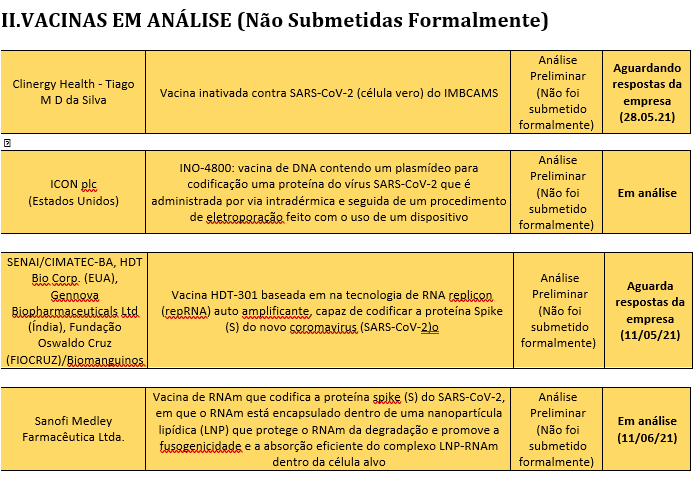 II.VACINAS EM ANÁLISE (Não Submetidas Formalmente)
Clinergy Health - Tiago
M D da Silva
Vacina inativada contra SARS-CoV-2 (célula vero) do IMBCAMS
Análise
Preliminar
(Não foi
submetido
formalmente)
Aguardando
respostas da
empresa
(28.05.21)
ICON plc
(Estados Unidos)
INO-4800: vacina de DNA contendo um plasmídeo para
codificação uma proteína do vírus SARS-CoV-2 que é
administrada por via intradérmica e seguida de um procedimento
de eletroporação feito com o uso de um dispositivo
Análise
Preliminar
(Não foi
submetido
formalmente)
Em análise
SENAI/CIMATEC-BA, HDT
Bio Corp. (EUA),
Gennova
Biopharmaceuticals Ltd
(Índia), Fundação
Oswaldo Cruz
(FIOCRUZ)/Biomanguinos
Vacina HDT-301 baseada em na tecnologia de RNA replicon
(repRNA) auto amplificante, capaz de codificar a proteína Spike
(S) do novo coromavirus (SARS-CoV-2)o
Análise
Preliminar
(Não foi
submetido
formalmente)
Aguarda
respostas da
empresa
(11/05/21)
Sanofi Medley
Farmacêutica Ltda.
Vacina de RNAm que codifica a proteína spike (S) do SARS-CoV-2,
em que o RNAm está encapsulado dentro de uma nanopartícula
lipídica (LNP) que protege o RNAm da degradação e promove a
fusogenicidade e a absorção eficiente do complexo LNP-RNAm
dentro da célula alvo
Análise
Preliminar
(Não foi
submetido
formalmente)
Em análise
(11/06/21)